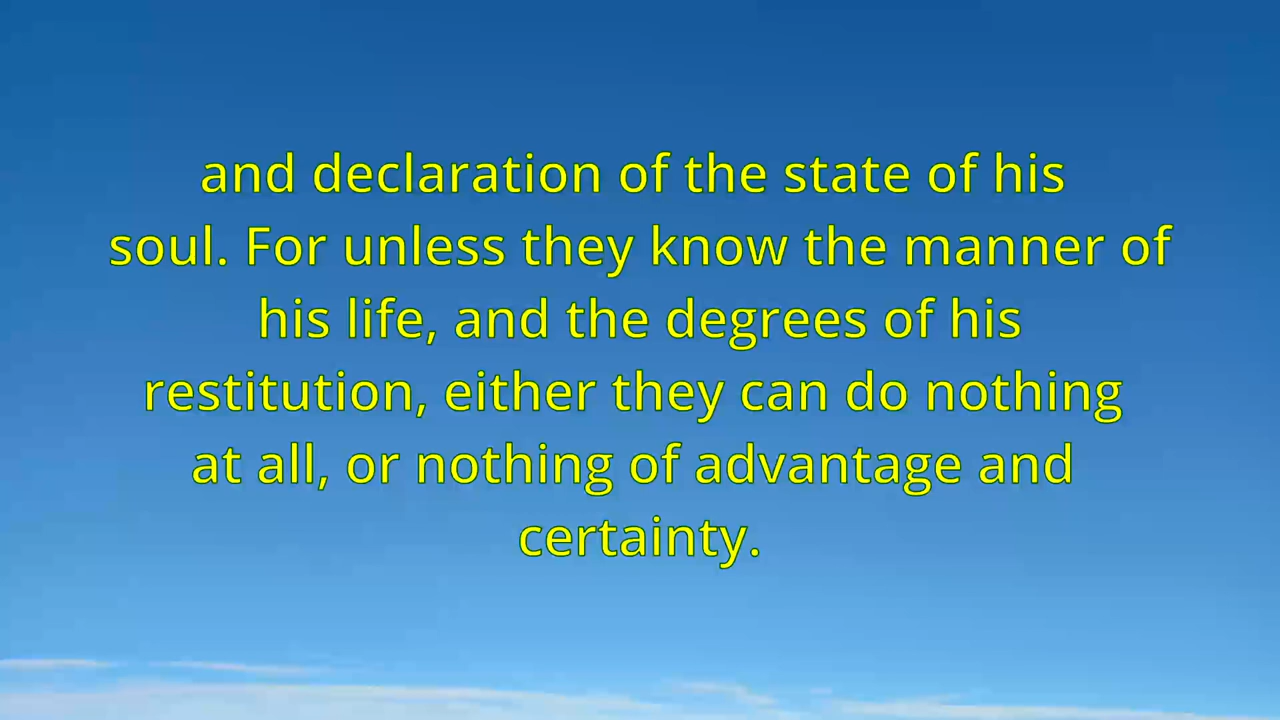 and declaration of the state of his
soul. For unless they know the manner of
his life, and the degrees of his
restitution, either they can do nothing
at all, or nothing of advantage and
certainty.